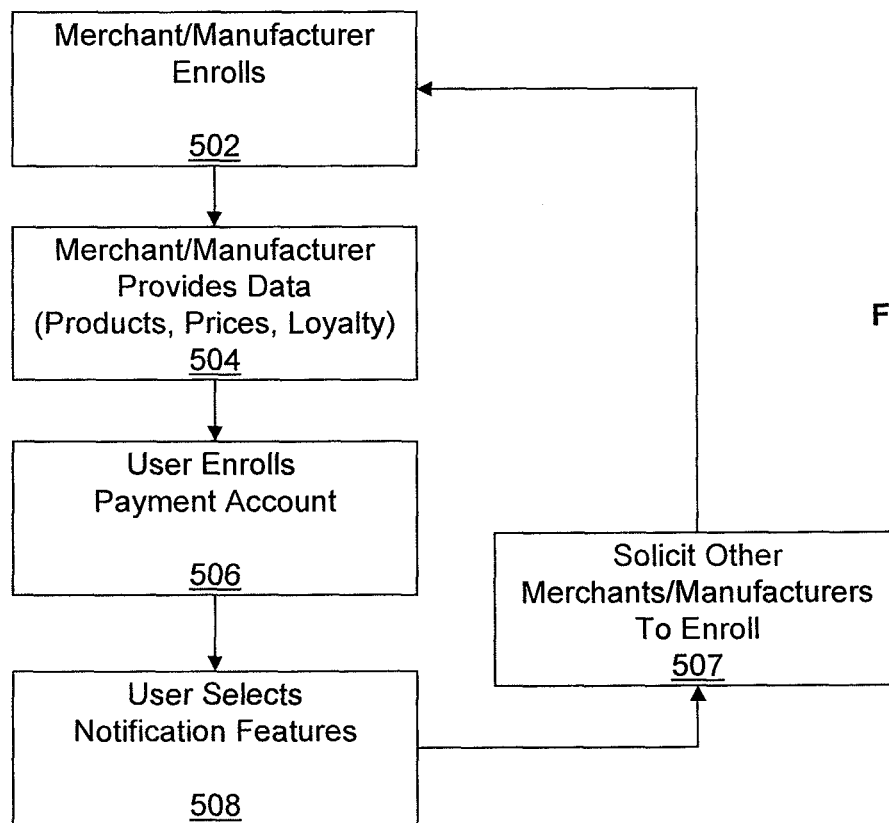 Merchant/Manufacturer
Enrolls
502
Merchant/Manufacturer
Provides Data
(Products, Prices, Loyalty)
504
User Enrolls
Payment Account
506
User Selects
Notification Features
508
Solicit Other
Merchants/Manufacturers
To Enroll
507
F